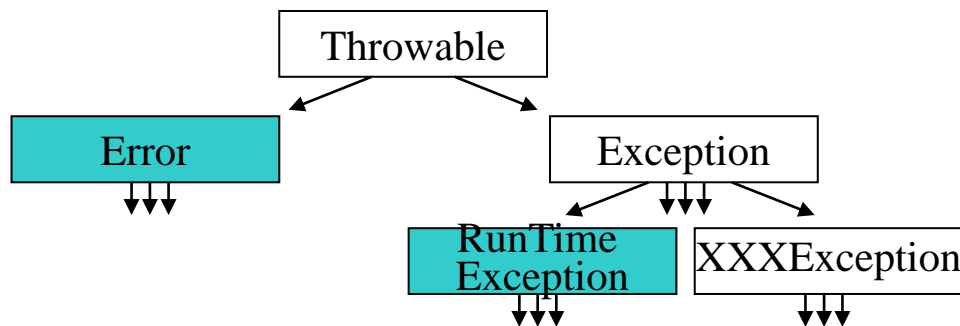 Throwable
Error
Exception
RunTime
Exception
XXXException